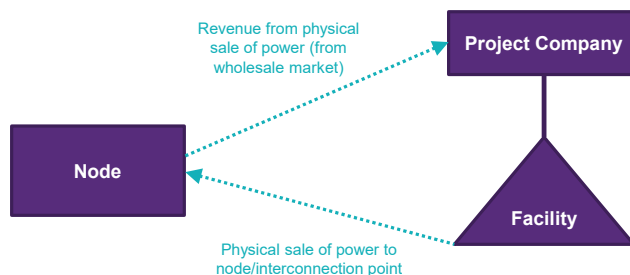 Revenue from physical
sale of power (from
wholesale market)
Project Company
Node
Facility
Physical sale of power to
node/interconnection point